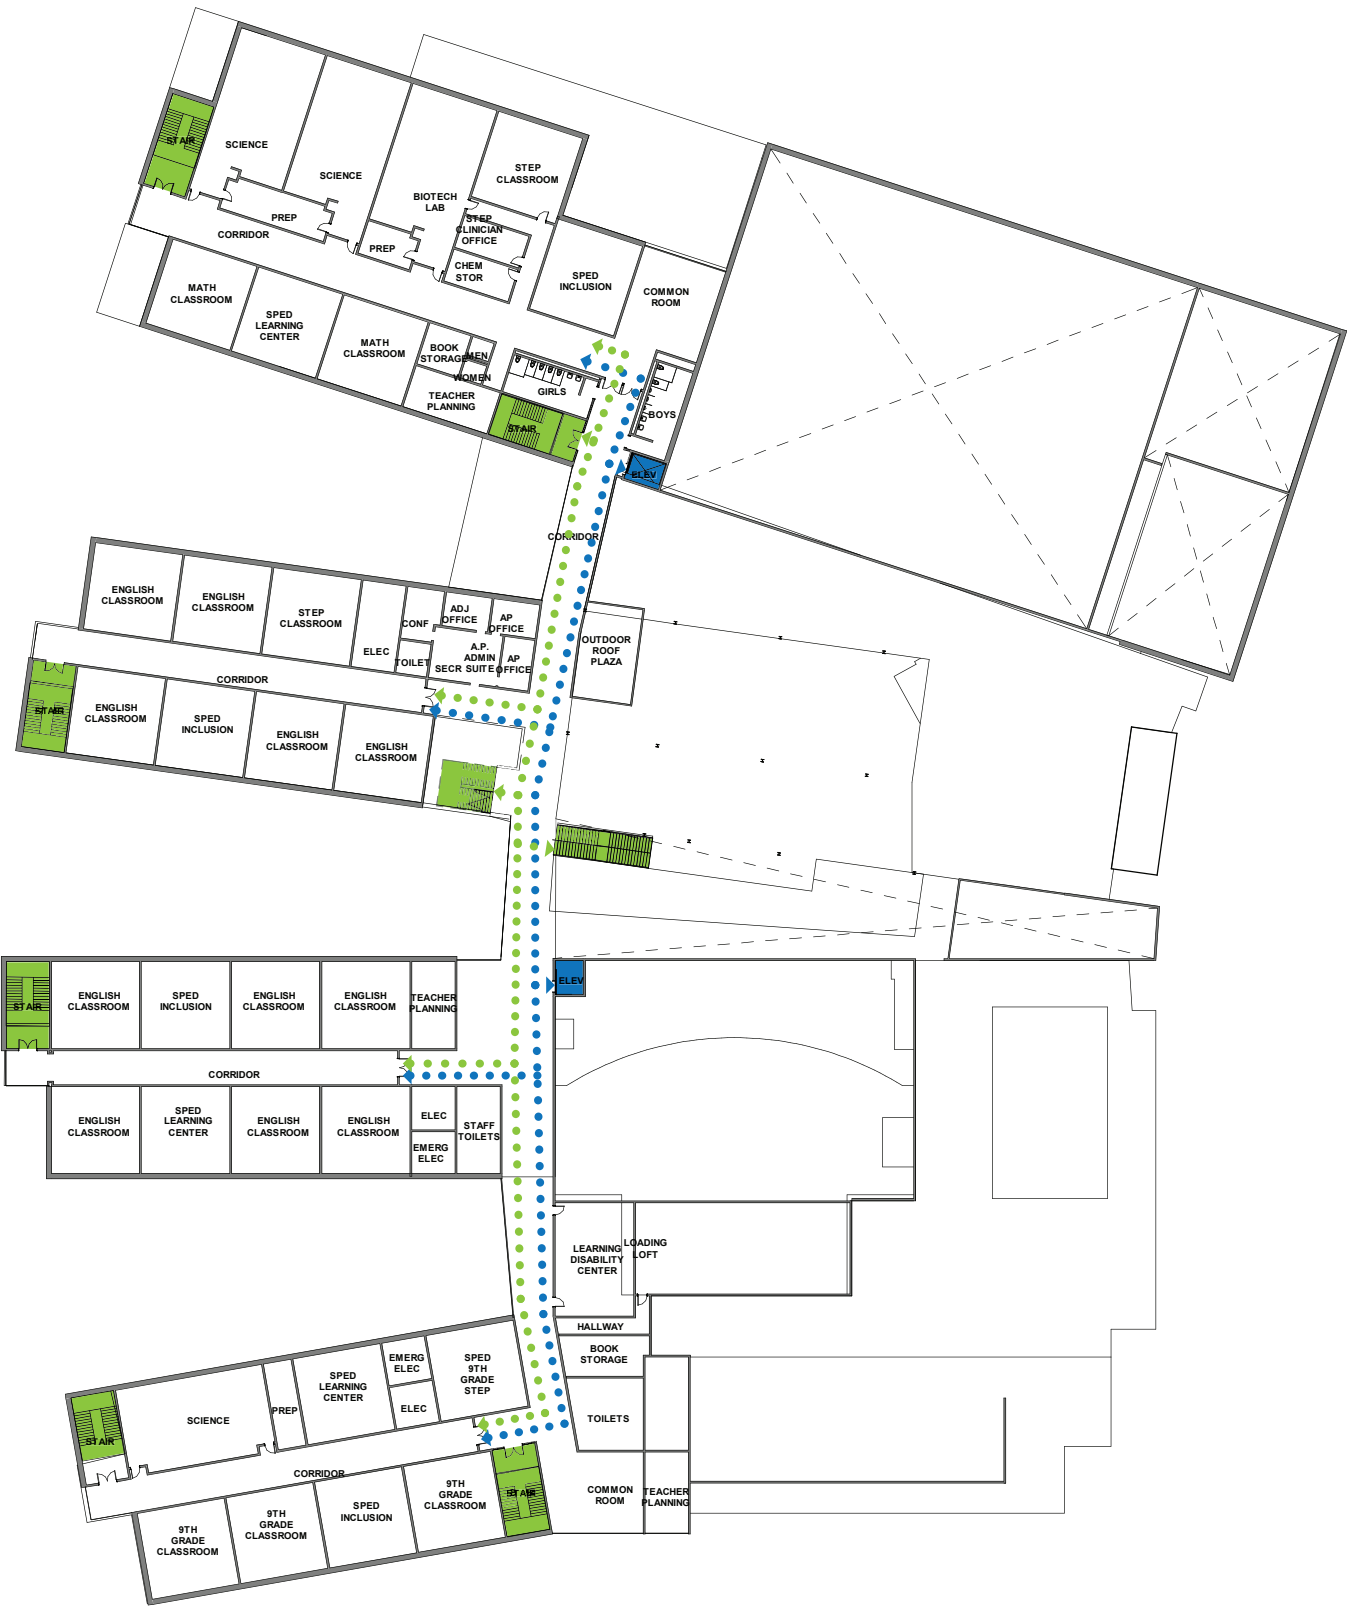 STAIR
SCIENCE
SCIENCE
BIOTECH
LAB
STEP
CLASSROOM
PREP
CORRIDOR
PREP
STEP
CLINICIAN
OFFICE
CHEM
STOR
SPED
INCLUSION
COMMON
ROOM
MATH
CLASSROOM
SPED
LEARNING
CENTER
MATH
CLASSROOM
BOOK
STORAGE
MEN
WOMEN
TEACHER
PLANNING
GIRLS
STAIR
BOYS
ELEV
CORRIDOR
ENGLISH
CLASSROOM
ENGLISH
CLASSROOM
STEP
CLASSROOM
ELEC
CONF
TOILET
ADJ
OFFICE
AP
OFFICE
A.P.
ADMIN
SECR SUITE
AP
OFFICE
OUTDOOR
ROOF
PLAZA
CORRIDOR
STAIR
ENGLISH
CLASSROOM
SPED
INCLUSION
ENGLISH
CLASSROOM
ENGLISH
CLASSROOM
STAIR
ENGLISH
CLASSROOM
SPED
INCLUSION
ENGLISH
CLASSROOM
ENGLISH
CLASSROOM
TEACHER
PLANNING
ELEV
CORRIDOR
ENGLISH
CLASSROOM
SPED
LEARNING
CENTER
ENGLISH
CLASSROOM
ENGLISH
CLASSROOM
ELEC
EMERG
ELEC
STAFF
TOILETS
LEARNING
DISABILITY
CENTER
LOADING
LOFT
HALLWAY
BOOK
STORAGE
TOILETS
COMMON
ROOM
TEACHER
PLANNING
STAIR
SCIENCE
PREP
SPED
LEARNING
CENTER
EMERG
ELEC
ELEC
SPED
9TH
GRADE
STEP
CORRIDOR
9TH
GRADE
CLASSROOM
9TH
GRADE
CLASSROOM
SPED
INCLUSION
9TH
GRADE
CLASSROOM
STAIR